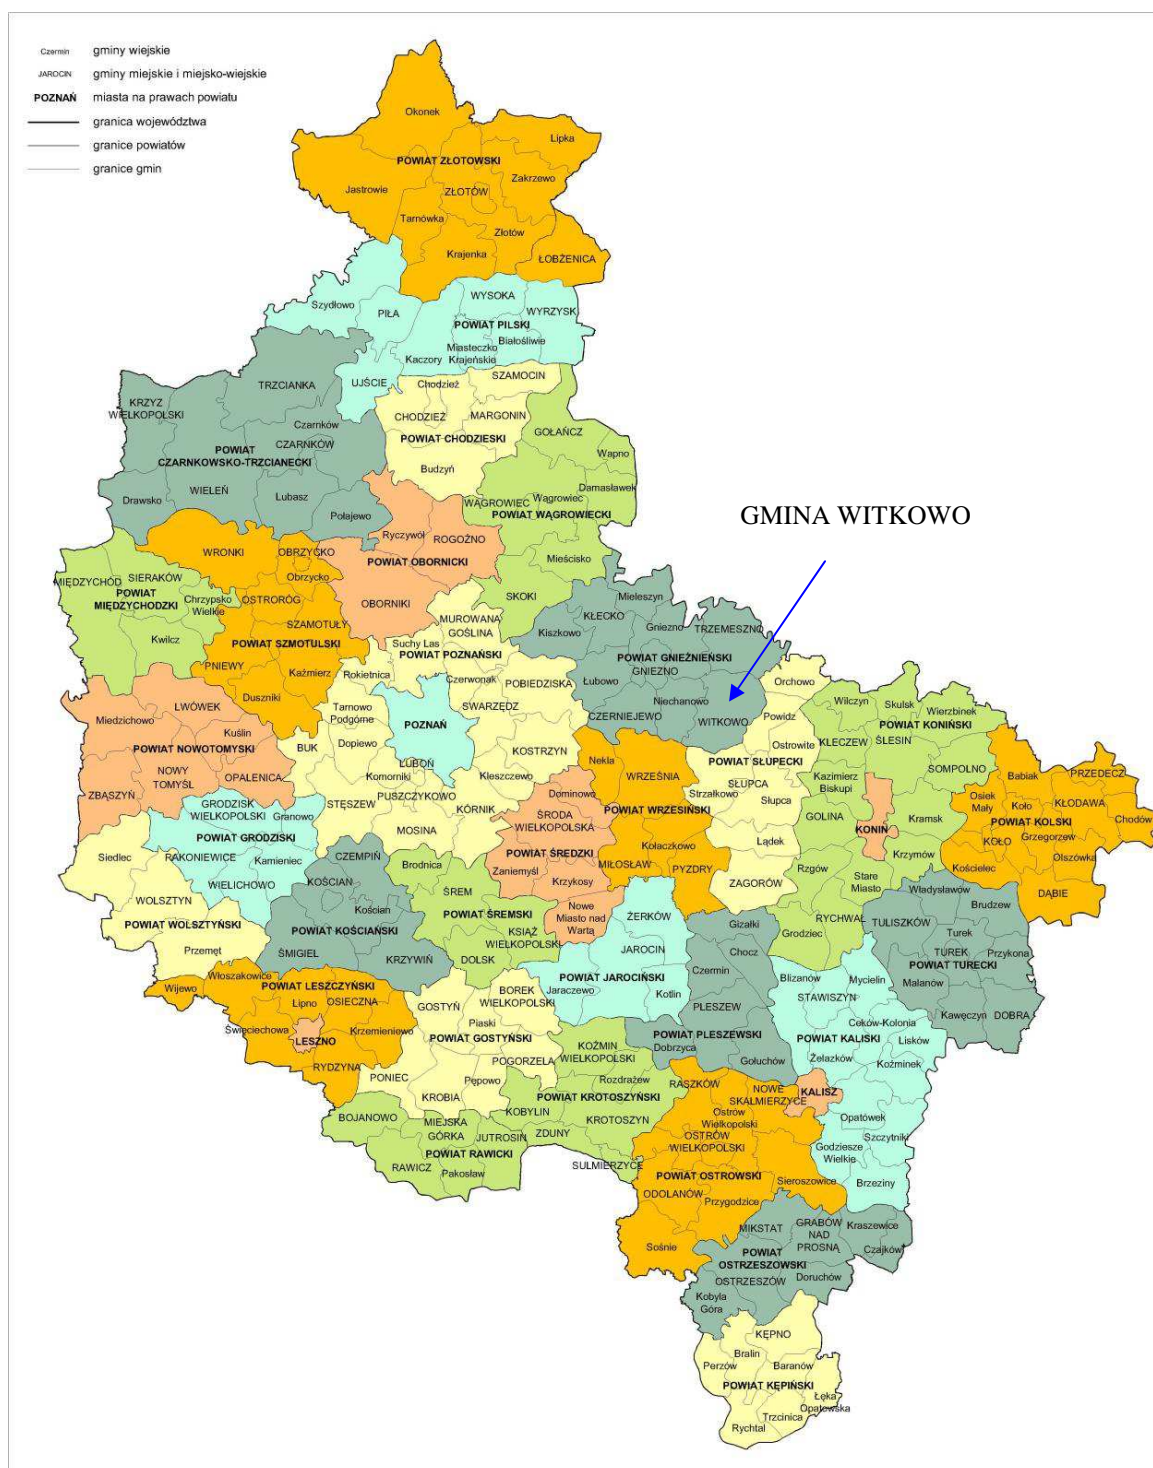 Czermin gminy wiejskie
JAROCIN gminy miejskie i miejsko-wiejskie
POZNAŃ miasta na prawach powiatu
granica województwa
granice powiatów
granice gmin
Okonek
Lipka
POWIAT ZŁOTOWSKI
Zakrzewo
Jastrowie
ZŁOTÓW
Tarnówka
Złotów
Krajenka
ŁOBŻENICA
Szydłowo
PIŁA
WYSOKA
WYRZYSK
POWIAT PILSKI
Białośliwie
Miasteczko
Krajeńskie
Kaczory
UJŚCIE
TRZCIANKA
KRZYZ
WIELKOPOLSKI
Czarnków
CZARNKÓW
POWIAT
CZARNKOWSKO-TRZCIANECKI
WIELEŃ
Lubasz
Drawsko
Połajewo
Chodzież
SZAMOCIN
CHODZIEŻ
MARGONIN
POWIAT CHODZIESKI
Budzyń
GOŁAŃCZ
Wapno
Damasławek
Wągrowiec
WĄGROWIEC
POWIAT WĄGROWIECKI
Mieścisko
SKOKI
GMINA WITKOWO
Ryczywół
ROGOŹNO
POWIAT OBORNICKI
OBORNIKI
WRONKI
OBRZYCKO
Obrzycko
OSTRORÓG
SZAMOTUŁY
POWIAT SZMOTULSKI
PNIEWY
Kaźmierz
Duszniki
MIĘDZYCHÓD
SIERAKÓW
POWIAT
MIĘDZYCHODZKI
Chrzypsko
Wielkie
Kwilcz
MUROWANA
GOŚLINA
Suchy Las
POWIAT POZNAŃSKI
Rokietnica
Czerwonak
POBIEDZISKA
Tarnowo
Podgórne
SWARZĘDZ
POZNAŃ
BUK
Dopiewo
LUBOŃ
KOSTRZYN
Komorniki
Kleszczewo
STĘSZEW
PUSZCZYKOWO
KÓRNIK
MOSINA
Mieleszyn
KŁECKO
Kiszkowo
Gniezno
TRZEMESZNO
POWIAT GNIEŹNIEŃSKI
GNIEZNO
Łubowo
Niechanowo
CZERNIEJEWO
WITKOWO
Orchowo
Powidz
Ostrowite
POWIAT SŁUPECKI
SŁUPCA
Strzałkowo
Słupca
Lądek
ZAGORÓW
Wilczyn
Skulsk
Wierzbinek
POWIAT KONIŃSKI
KLECZEW
ŚLESIN
SOMPOLNO
Kazimierz
Biskupi
GOLINA
KONIN
Kramsk
Krzymów
Rzgów
Stare
Miasto
RYCHWAŁ
Grodziec
Babiak
PRZEDECZ
Osiek
Mały
Koło
KŁODAWA
POWIAT KOLSKI
Chodów
KOŁO
Grzegorzew
Olszówka
Kościelec
DĄBIE
LWÓWEK
Miedzichowo
Kuślin
POWIAT NOWOTOMYSKI
NOWY
TOMYŚL
OPALENICA
ZBĄSZYŃ
Nekla
WRZEŚNIA
POWIAT WRZESIŃSKI
Kołaczkowo
MIŁOSŁAW
PYZDRY
Dominowo
ŚRODA
WIELKOPOLSKA
POWIAT ŚREDZKI
Zaniemyśl
Krzykosy
Nowe
Miasto nad
Wartą
GRODZISK
WIELKOPOLSKI
Granowo
POWIAT GRODZISKI
RAKONIEWICE
Kamieniec
WIELICHOWO
Siedlec
WOLSZTYN
POWIAT WOLSZTYŃSKI
Przemęt
CZEMPIŃ
KOŚCIAN
Kościan
POWIAT KOŚCIAŃSKI
ŚMIGIEL
KRZYWIŃ
Brodnica
ŚREM
POWIAT ŚREMSKI
KSIĄŻ
WIELKOPOLSKI
DOLSK
ŻERKÓW
JAROCIN
POWIAT JAROCIŃSKI
Jaraczewo
Kotlin
Gizałki
Chocz
Czermin
PLESZEW
POWIAT PLESZEWSKI
Dobrzyca
Gołuchów
Władysławów
Brudzew
TULISZKÓW
Turek
TUREK
Przykona
POWIAT TURECKI
Malanów
Kawęczyn
DOBRA
Blizanów
Mycielin
STAWISZYN
Ceków-Kolonia
POWIAT KALISKI
Lisków
Żelazków
Koźminek
KALISZ
Opatówek
Szczytniki
Godziesze
Wielkie
Brzeziny
Włoszakowice
Wijewo
POWIAT LESZCZYŃSKI
Lipno
OSIECZNA
Święciechowa
LESZNO
Krzemieniewo
RYDZYNA
GOSTYŃ
BOREK
WIELKOPOLSKI
Piaski
POWIAT GOSTYŃSKI
POGORZELA
PONIEC
Pępowo
KROBIA
KOŹMIN
WIELKOPOLSKI
Rozdrażew
POWIAT KROTOSZYŃSKI
KOBYLIN
KROTOSZYN
ZDUNY
SULMIERZYCE
BOJANOWO
MIEJSKA
GÓRKA
JUTROSIN
POWIAT RAWICKI
RAWICZ
Pakosław
RASZKÓW
NOWE
SKALMIERZYCE
Ostrów
Wielkopolski
OSTRÓW
WIELKOPOLSKI
POWIAT OSTROWSKI
Sieroszowice
ODOLANÓW
Przygodzice
Sośnie
MIKSTAT
GRABÓW
NAD
PROSNĄ
Kraszewice
Czajków
POWIAT
OSTRZESZOWSKI
OSTRZESZÓW
Doruchów
Kobyla
Góra
KĘPNO
Bralin
Perzów
Baranów
POWIAT KĘPIŃSKI
Łęka
Opatowska
Trzcinica
Rychtal